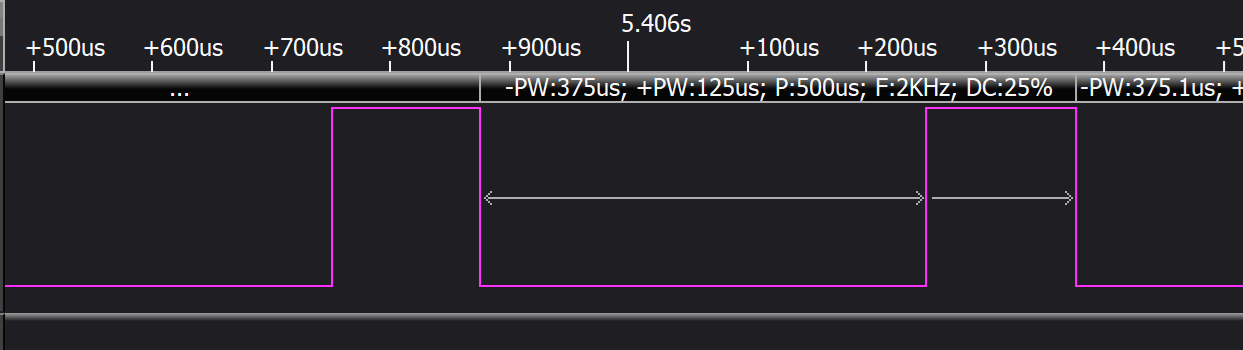 5.406s
+500us +600us +700us +800us +900us +100us +200us +300us +400us +5
... -PW:375us; +PW:125us; P:500us; F:2KHz; DC:25% -PW:375.1us; +